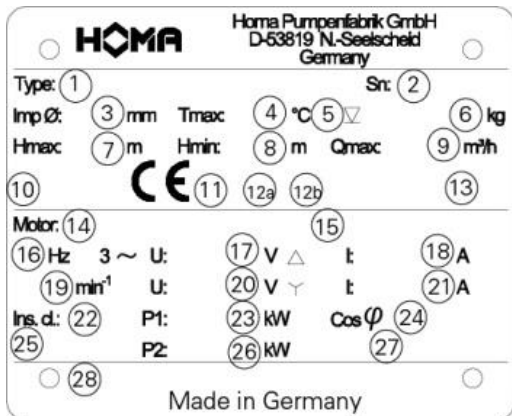 HOMA
Homa Pumpenfabrik GmbH
D-53819 N.-Seelscheid
Germany
Type: 1 Sn: 2
Imp Ø: 3 mm Tmax: 4 °C 5 ▽ 6 kg
Hmax: 7 m Hmin: 8 m Qmax: 9 m³/h
10 CE 11 12a 12b 13
Motor: 14 15
16 Hz 3 ~ U: 17 V △ I: 18 A
19 min⁻¹ U: 20 V Y I: 21 A
Ins. cl.: 22 P1: 23 kW Cos φ 24
25 P2: 26 kW 27
28
Made in Germany